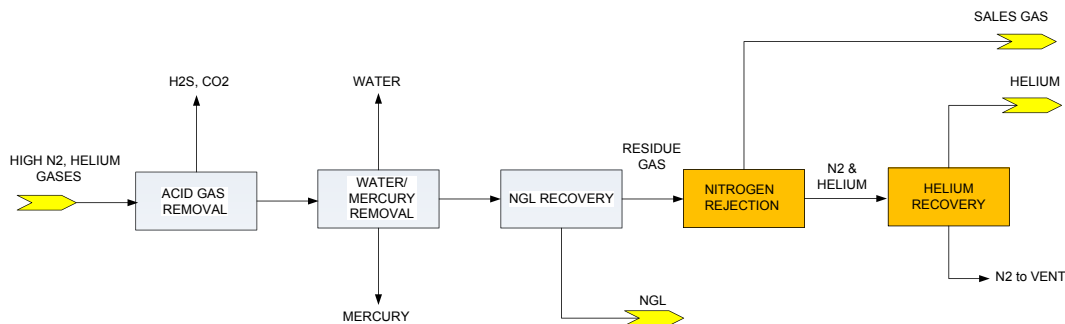 SALES GAS
H2S, CO2
WATER
HELIUM
HIGH N2, HELIUM
GASES
ACID GAS
REMOVAL
WATER/
MERCURY
REMOVAL
NGL RECOVERY
RESIDUE
GAS
NITROGEN
REJECTION
N2 &
HELIUM
HELIUM
RECOVERY
MERCURY
NGL
N2 to VENT